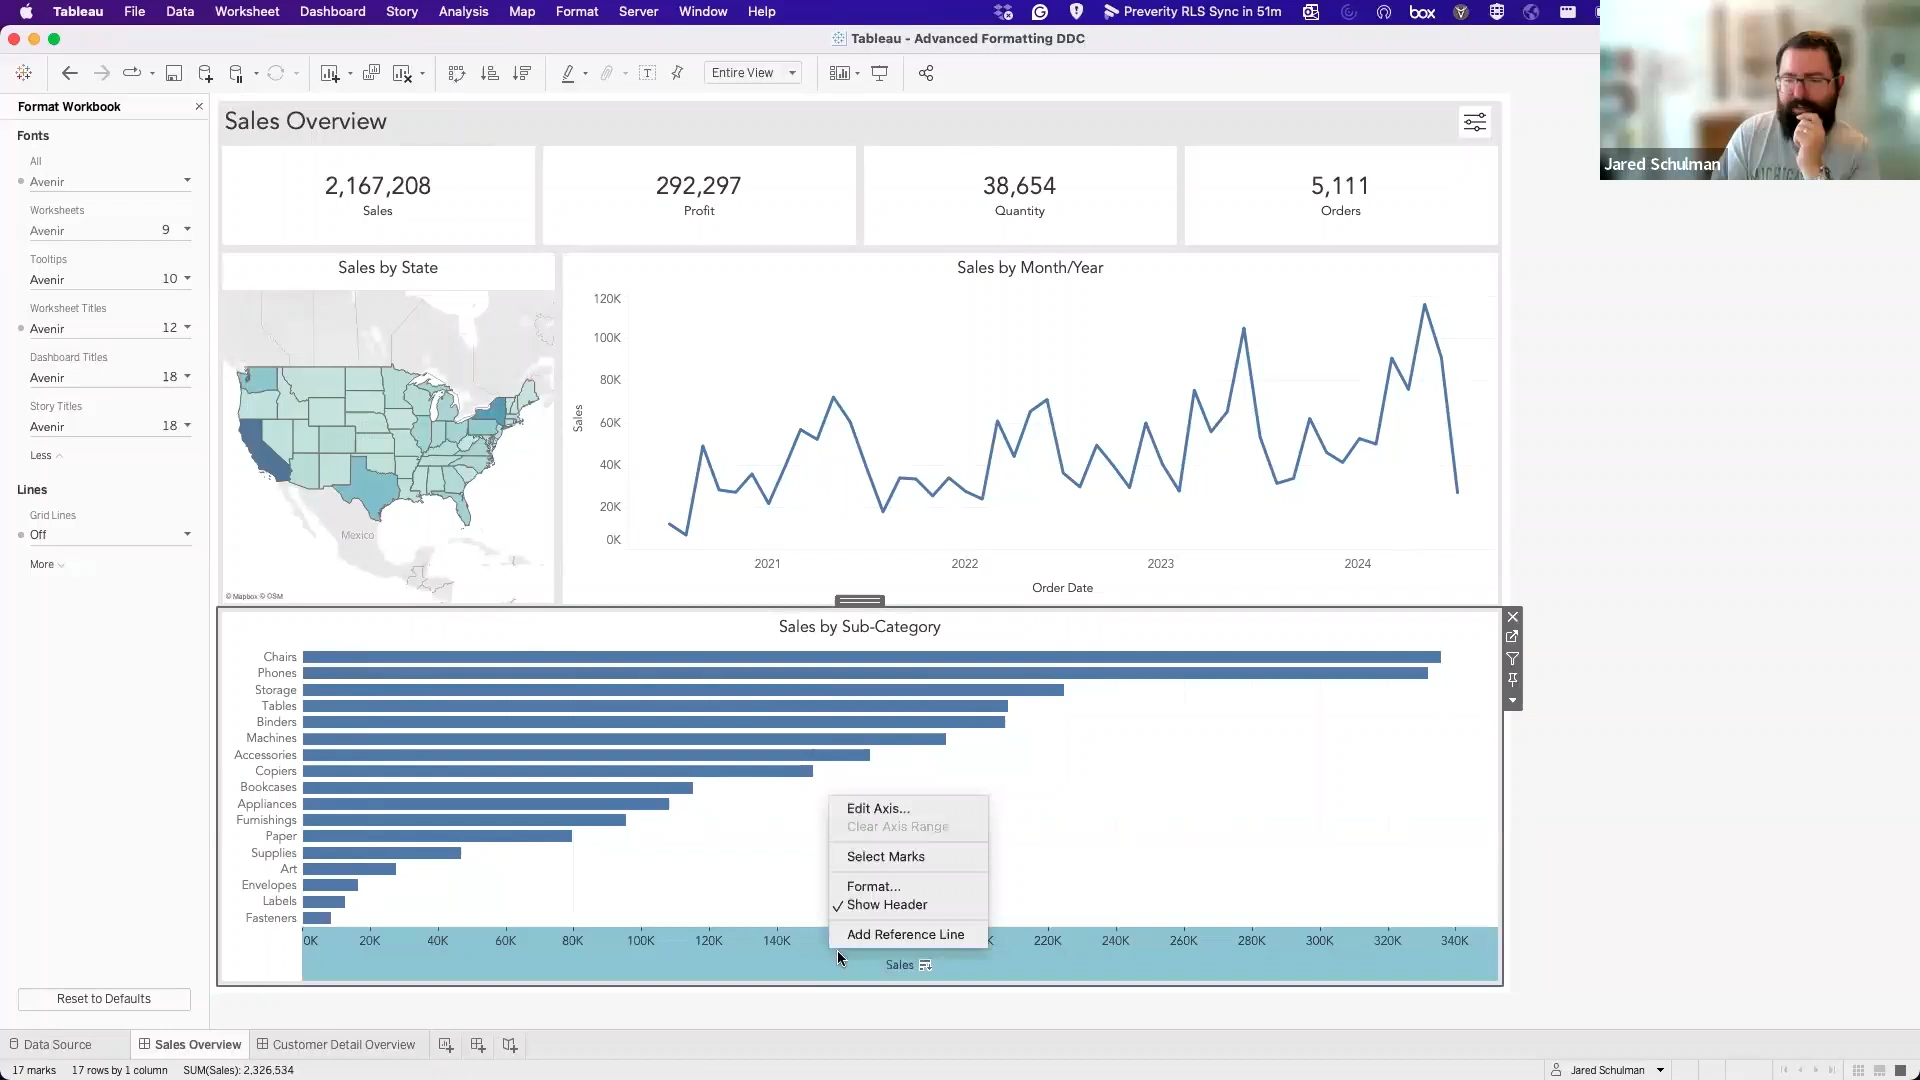 Tableau File Data Worksheet Dashboard Story Analysis Map Format Server Window Help
Preverity RLS Sync in 51m
box
Tableau - Advanced Formatting DDC
Entire View
Format Workbook
Fonts
All
Avenir
Worksheets
Avenir 9
Tooltips
Avenir 10
Worksheet Titles
Avenir 12
Dashboard Titles
Avenir 18
Story Titles
Avenir 18
Less
Lines
Grid Lines
Off
More
Reset to Defaults
Sales Overview
2,167,208
Sales
292,297
Profit
38,654
Quantity
5,111
Orders
Sales by State
Mexico
© Mapbox © OSM
Sales by Month/Year
120K
100K
80K
60K
40K
20K
0K
Sales
2021 2022 2023 2024
Order Date
Sales by Sub-Category
Chairs
Phones
Storage
Tables
Binders
Machines
Accessories
Copiers
Bookcases
Appliances
Furnishings
Paper
Supplies
Art
Envelopes
Labels
Fasteners
0K 20K 40K 60K 80K 100K 120K 140K K 220K 240K 260K 280K 300K 320K 340K
Sales
Edit Axis...
Clear Axis Range
Select Marks
Format...
Show Header
Add Reference Line
Jared Schulman
Data Source Sales Overview Customer Detail Overview
17 marks 17 rows by 1 column SUM(Sales): 2,326,534
Jared Schulman